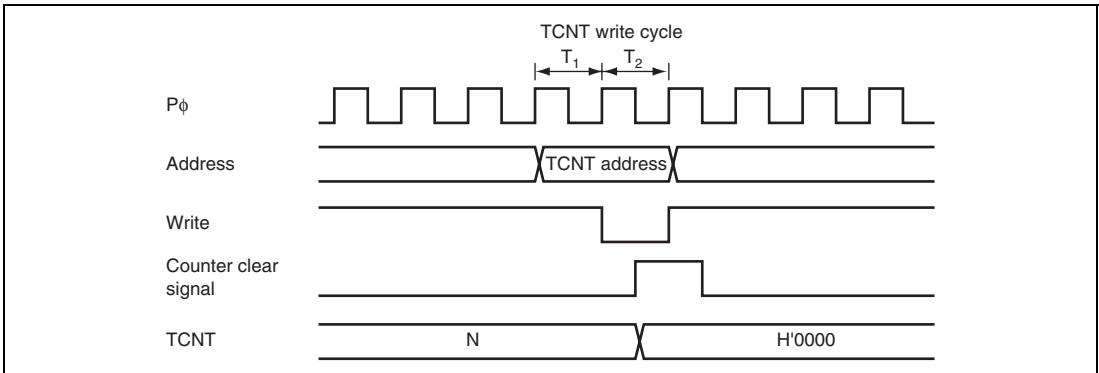 TCNT write cycle
T₁ T₂
Pϕ
Address
TCNT address
Write
Counter clear
signal
TCNT
N
H'0000